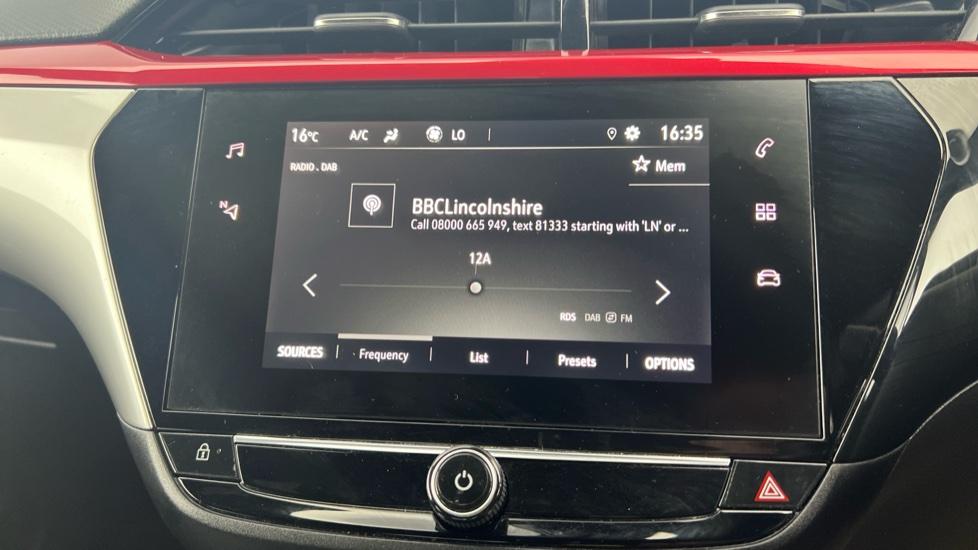 16°C A/C LO 16:35
RADIO . DAB
Mem
BBCLincolnshire
Call 08000 665 949, text 81333 starting with 'LN' or ...
N
12A
RDS DAB FM
SOURCES Frequency List Presets OPTIONS